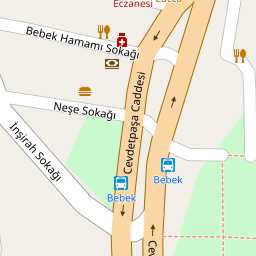 Eczanesi
Bebek Hamamı Sokağı
Cevdetpaşa Caddesi
Neşe Sokağı
İnşirah Sokağı
Bebek
Bebek